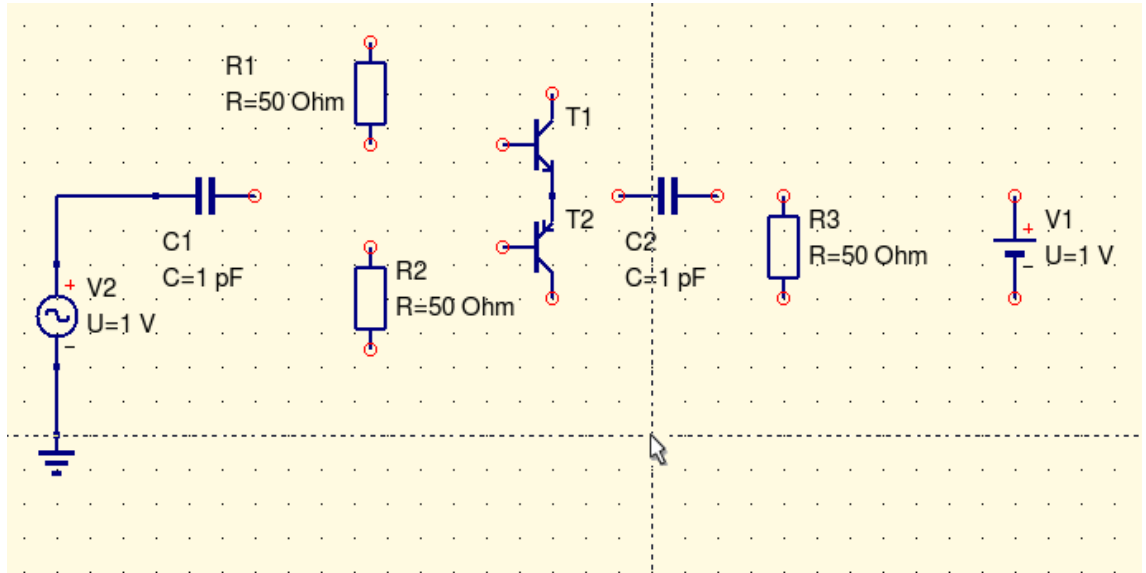 R1
R=50 Ohm
T1
C1
C=1 pF
T2
C2
C=1 pF
R3
R=50 Ohm
+
V1
U=1 V
−
R2
R=50 Ohm
+
V2
U=1 V
−